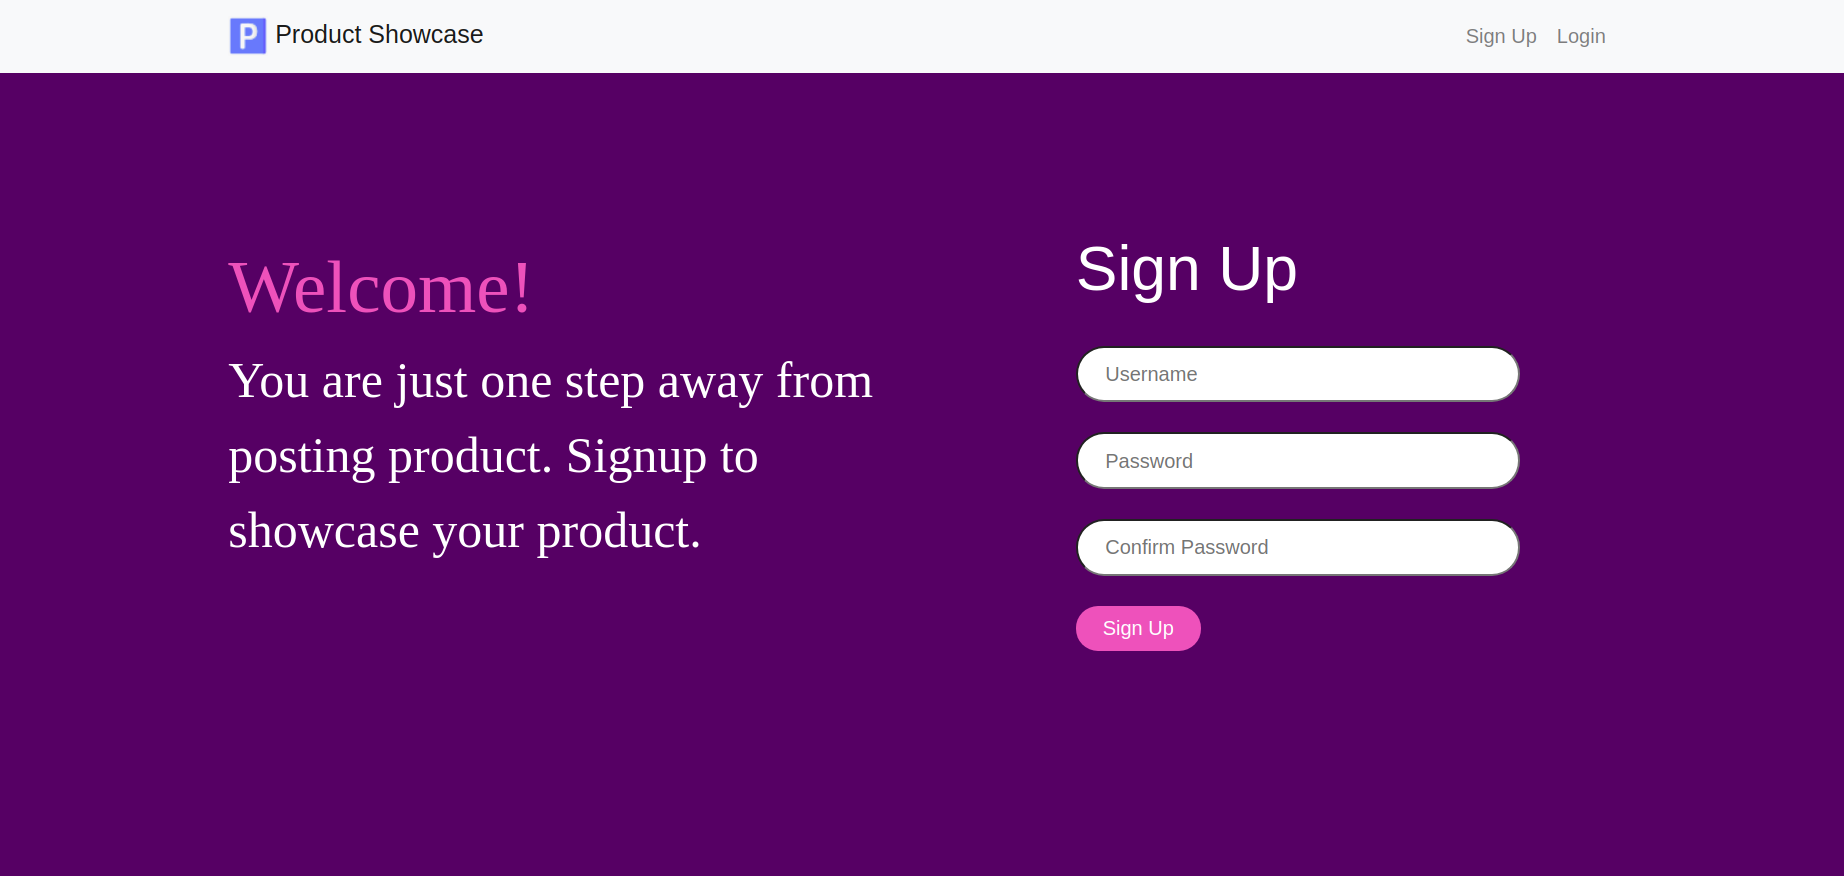 P Product Showcase
Sign Up Login
Welcome!
You are just one step away from
posting product. Signup to
showcase your product.
Sign Up
Username
Password
Confirm Password
Sign Up